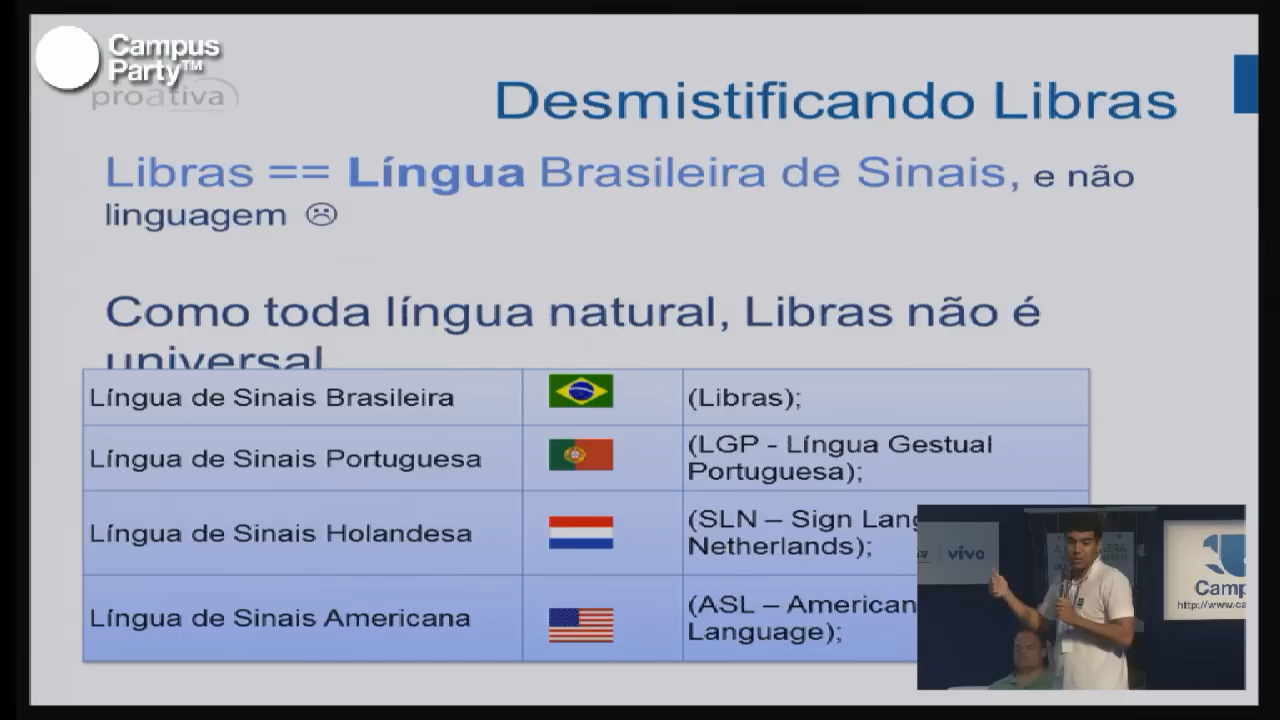 Campus
Party™
proativa
Desmistificando Libras
Libras == Língua Brasileira de Sinais, e não
linguagem ☹
Como toda língua natural, Libras não é
universal
Língua de Sinais Brasileira
(Libras);
Língua de Sinais Portuguesa
(LGP - Língua Gestual
Portuguesa);
Língua de Sinais Holandesa
(SLN – Sign Lang
Netherlands);
Língua de Sinais Americana
(ASL – American
Language);
vivo
Camp
http://www.ca